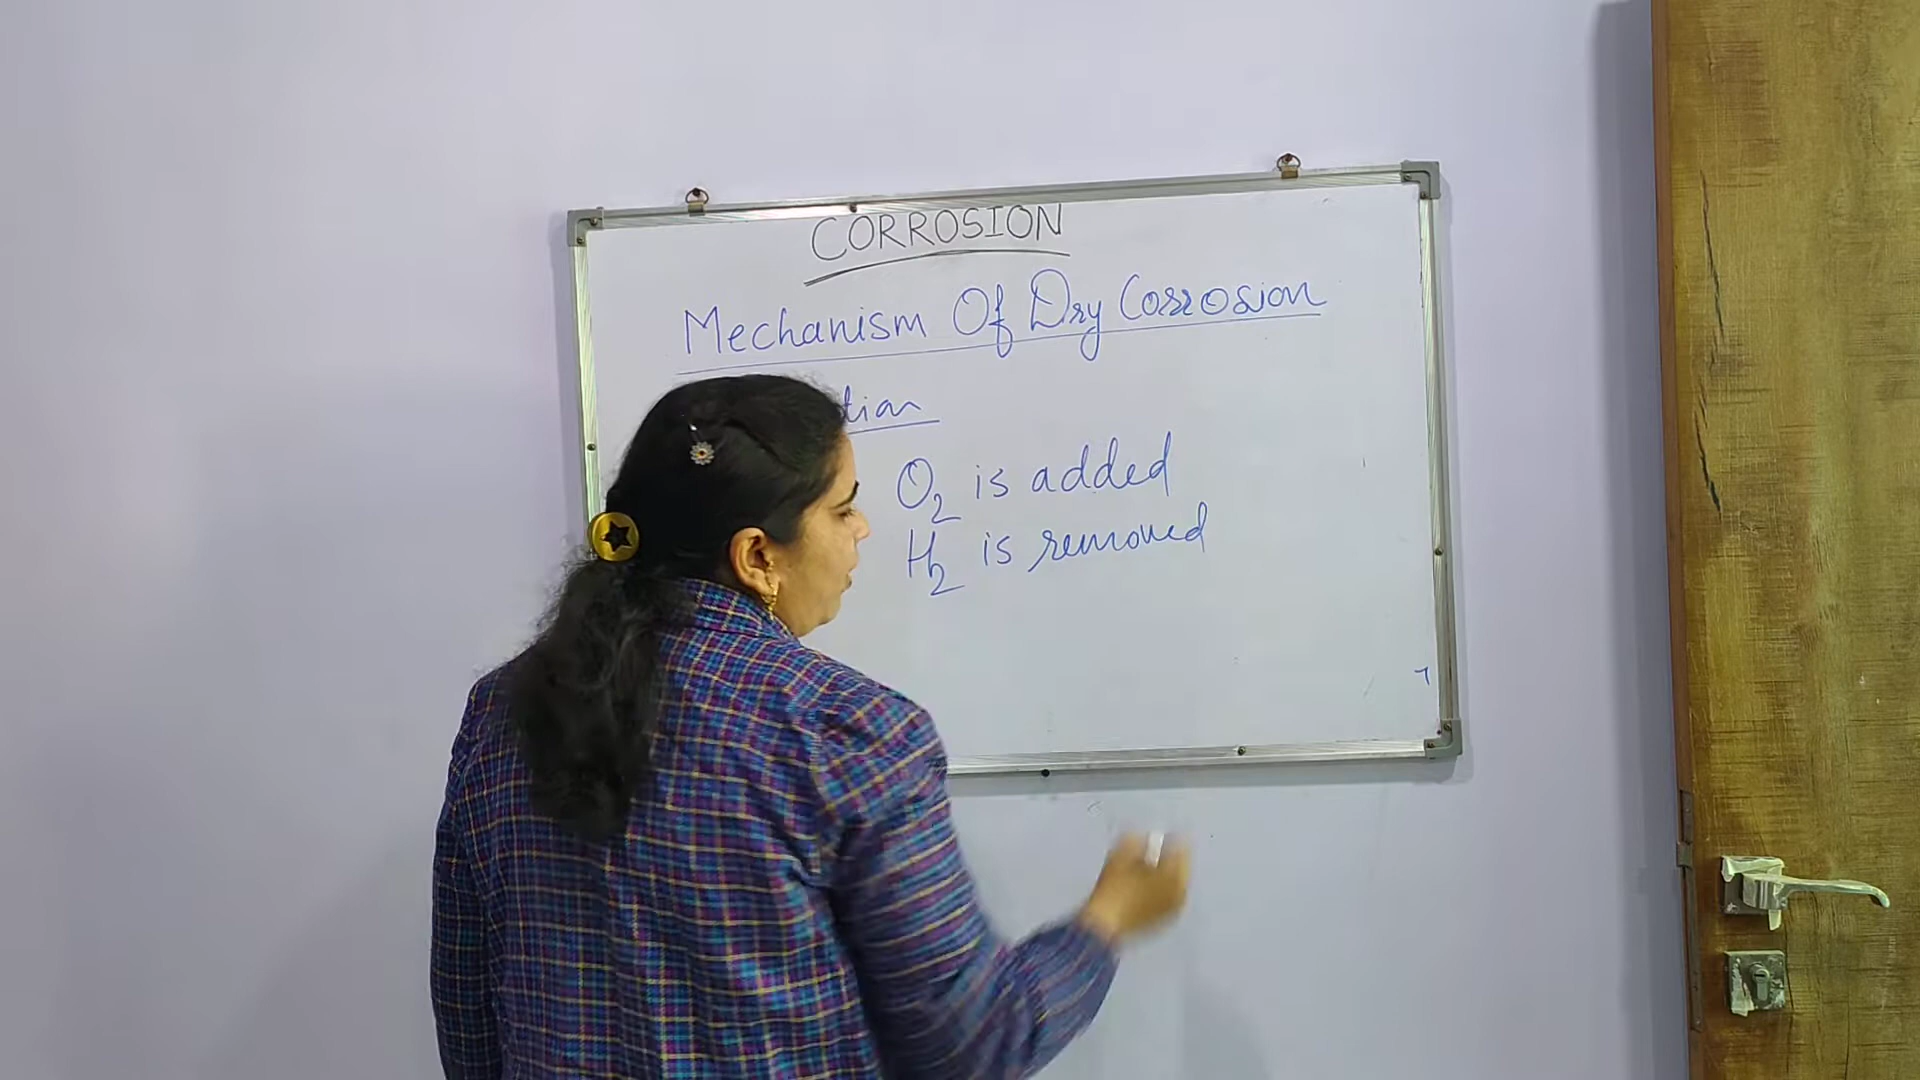 CORROSION
Mechanism Of Dry Corrosion
O2 is added
H2 is removed